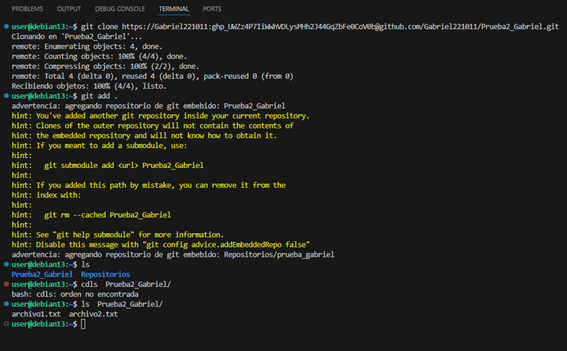 PROBLEMS OUTPUT DEBUG CONSOLE TERMINAL PORTS
user@debian13:~$ git clone
Clonando en 'Prueba2_Gabriel'...
remote: Enumerating objects: 4, done.
remote: Counting objects: 100% (4/4), done.
remote: Compressing objects: 100% (2/2), done.
remote: Total 4 (delta 0), reused 4 (delta 0), pack-reused 0 (from 0)
Recibiendo objetos: 100% (4/4), listo.
user@debian13:~$ git add .
advertencia: agregando repositorio de git embebido: Prueba2_Gabriel
hint: You've added another git repository inside your current repository.
hint: Clones of the outer repository will not contain the contents of
hint: the embedded repository and will not know how to obtain it.
hint: If you meant to add a submodule, use:
hint:
hint:   git submodule add <url> Prueba2_Gabriel
hint:
hint: If you added this path by mistake, you can remove it from the
hint: index with:
hint:
hint:   git rm --cached Prueba2_Gabriel
hint:
hint: See "git help submodule" for more information.
hint: Disable this message with "git config advice.addEmbeddedRepo false"
advertencia: agregando repositorio de git embebido: Repositorios/prueba_gabriel
user@debian13:~$ ls
Prueba2_Gabriel  Repositorios
user@debian13:~$ cdls  Prueba2_Gabriel/
bash: cdls: orden no encontrada
user@debian13:~$ ls  Prueba2_Gabriel/
archivo1.txt  archivo2.txt
user@debian13:~$